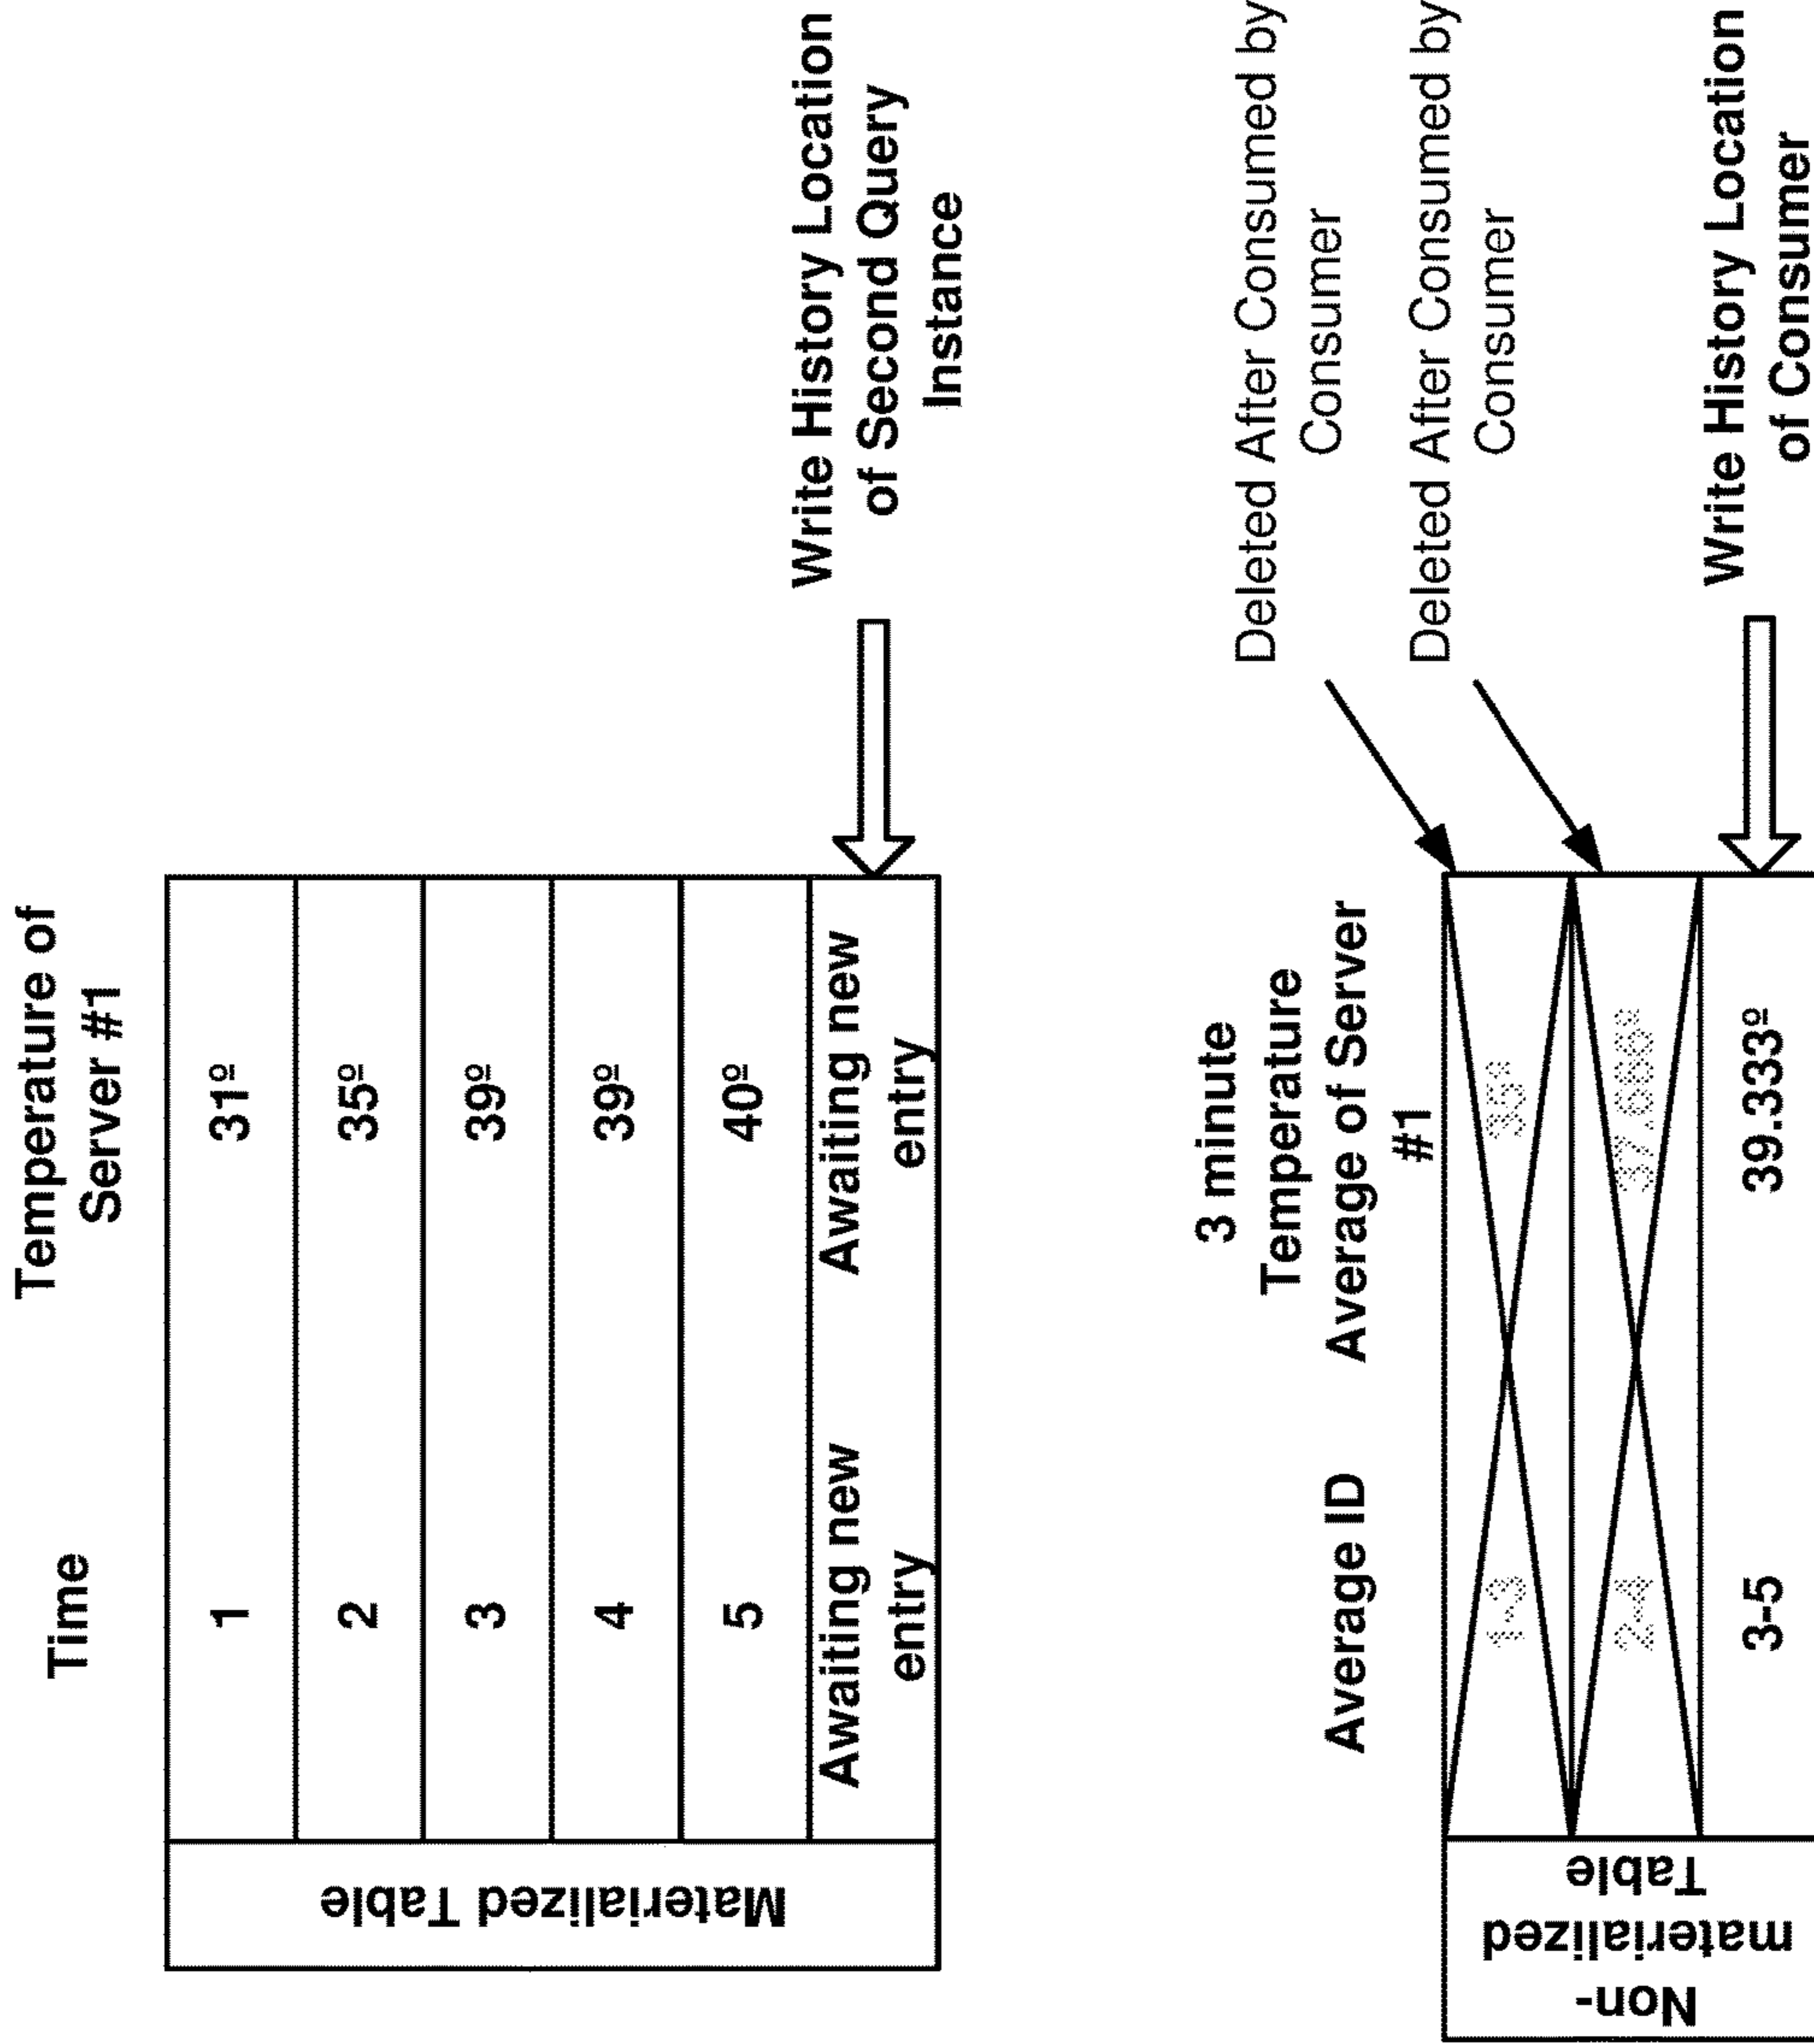 Time
Temperature of
Server #1
Materialized Table
1 31º
2 35º
3 39º
4 39º
5 40º
Awaiting new
entry
Awaiting new
entry
Write History Location
of Second Query
Instance
Average ID
3 minute
Temperature
Average of Server
#1
Non-
materialized
Table
1-3 35º
2-4 37.666º
3-5 39.333º
Deleted After Consumed by
Consumer
Deleted After Consumed by
Consumer
Write History Location
of Consumer